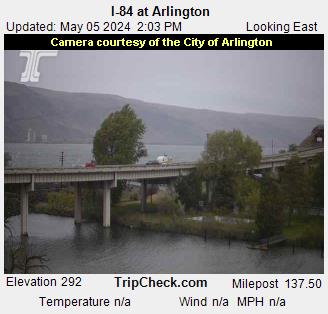 I-84 at Arlington
Updated: May 05 2024 2:03 PM Looking East
Camera courtesy of the City of Arlington
Elevation 292 TripCheck.com Milepost 137.50
Temperature n/a Wind n/a MPH n/a